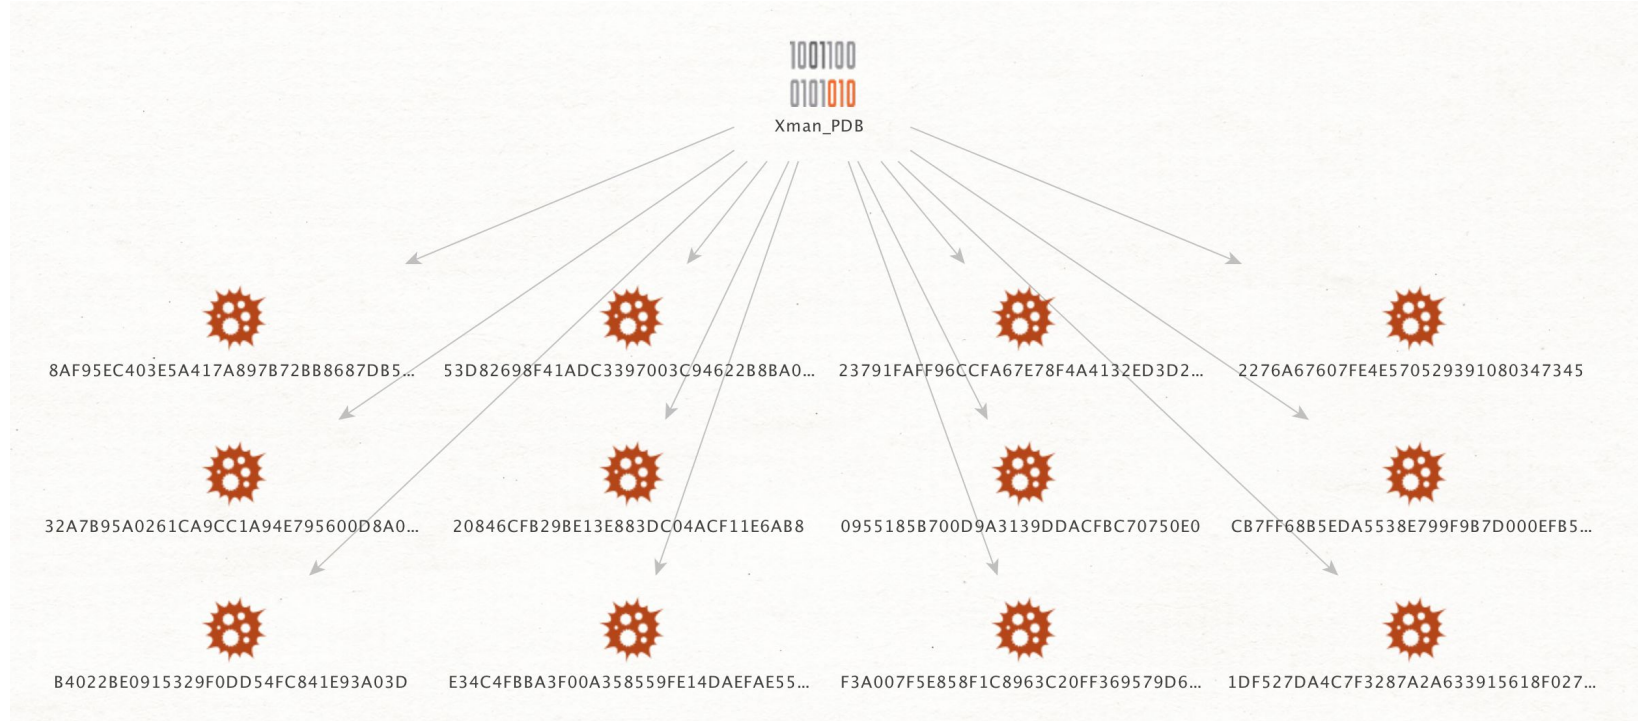 1001100
0101010
Xman_PDB
8AF95EC403E5A417A897B72BB8687DB5...
53D82698F41ADC3397003C94622B8BA0...
23791FAFF96CCFA67E78F4A4132ED3D2...
2276A67607FE4E570529391080347345
32A7B95A0261CA9CC1A94E795600D8A0...
20846CFB29BE13E883DC04ACF11E6AB8
0955185B700D9A3139DDACFBC70750E0
CB7FF68B5EDA5538E799F9B7D000EFB5...
B4022BE0915329F0DD54FC841E93A03D
E34C4FBBA3F00A358559FE14DAEFAE55...
F3A007F5E858F1C8963C20FF369579D6...
1DF527DA4C7F3287A2A633915618F027...